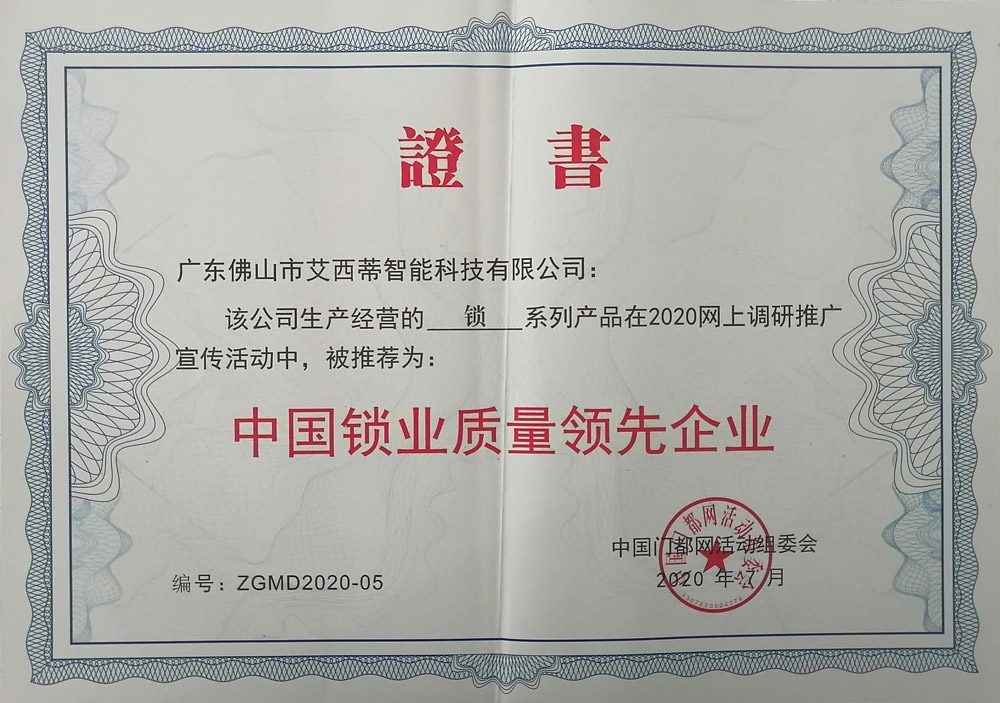 證書
广东佛山市艾西蒂智能科技有限公司：
该公司生产经营的 锁 系列产品在2020网上调研推广
宣传活动中，被推荐为：
中国锁业质量领先企业
中国门都网活动组委会
2020 年 7 月
编号：ZGMD2020-05